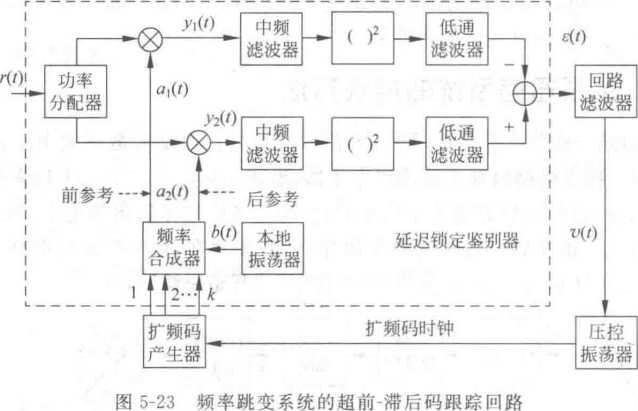 y₁(t)
中频
滤波器
( )²
低通
滤波器
ε(t)
−
r(t)
功率
分配器
a₁(t)
回路
滤波器
y₂(t)
+
中频
滤波器
( )²
低通
滤波器
前参考
a₂(t)
后参考
v(t)
频率
合成器
b(t)
本地
振荡器
延迟锁定鉴别器
1
2…
k
扩频码
产生器
扩频码时钟
压控
振荡器
图 5-23 频率跳变系统的超前-滞后码跟踪回路